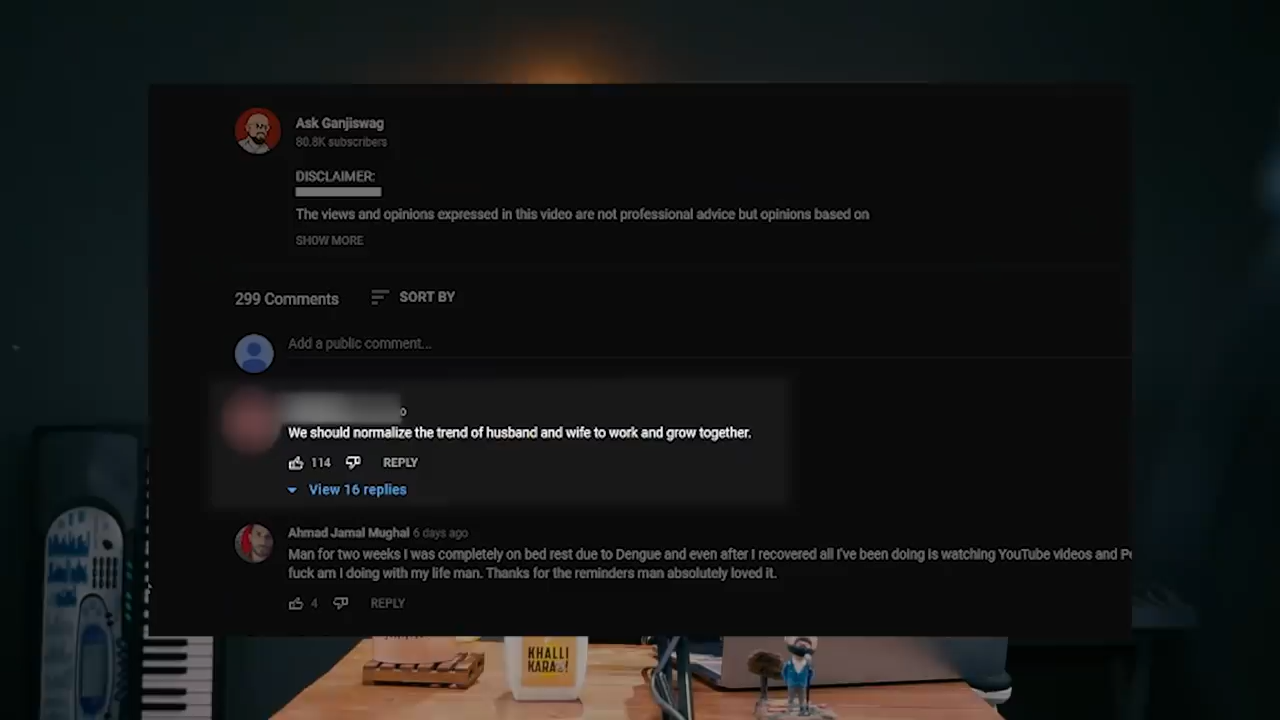 Ask Ganjiswag
80.8K subscribers
DISCLAIMER:
The views and opinions expressed in this video are not professional advice but opinions based on
SHOW MORE
299 Comments
SORT BY
Add a public comment...
o
We should normalize the trend of husband and wife to work and grow together.
114
REPLY
View 16 replies
Ahmad Jamal Mughal 6 days ago
Man for two weeks I was completely on bed rest due to Dengue and even after I recovered all I've been doing is watching YouTube videos and
fuck am I doing with my life man. Thanks for the reminders man absolutely loved it.
4
REPLY
KHALLI